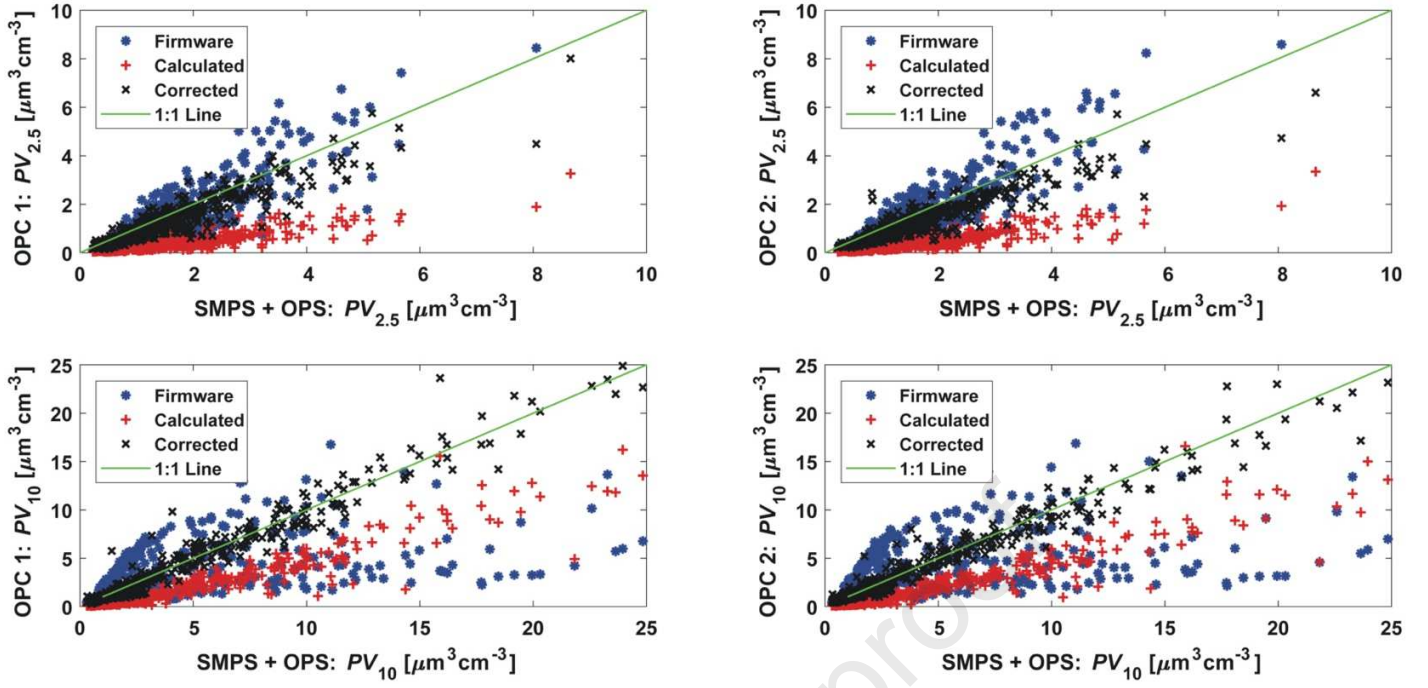 OPC 1: PV2.5 [μm3cm-3]
10
8
6
4
2
0
Firmware
Calculated
Corrected
1:1 Line
0 2 4 6 8 10
SMPS + OPS: PV2.5 [μm3cm-3]
OPC 2: PV2.5 [μm3cm-3]
10
8
6
4
2
0
Firmware
Calculated
Corrected
1:1 Line
0 2 4 6 8 10
SMPS + OPS: PV2.5 [μm3cm-3]
OPC 1: PV10 [μm3cm-3]
25
20
15
10
5
0
Firmware
Calculated
Corrected
1:1 Line
0 5 10 15 20 25
SMPS + OPS: PV10 [μm3cm-3]
OPC 2: PV10 [μm3cm-3]
25
20
15
10
5
0
Firmware
Calculated
Corrected
1:1 Line
0 5 10 15 20 25
SMPS + OPS: PV10 [μm3cm-3]